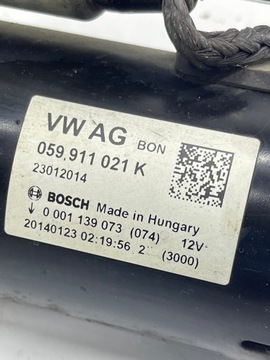 VW AG BON
059.911 021 K
23012014
BOSCH Made in Hungary
↓ 0 001 139 073 (074) 12V
20140123 02:19:56 2 (3000)